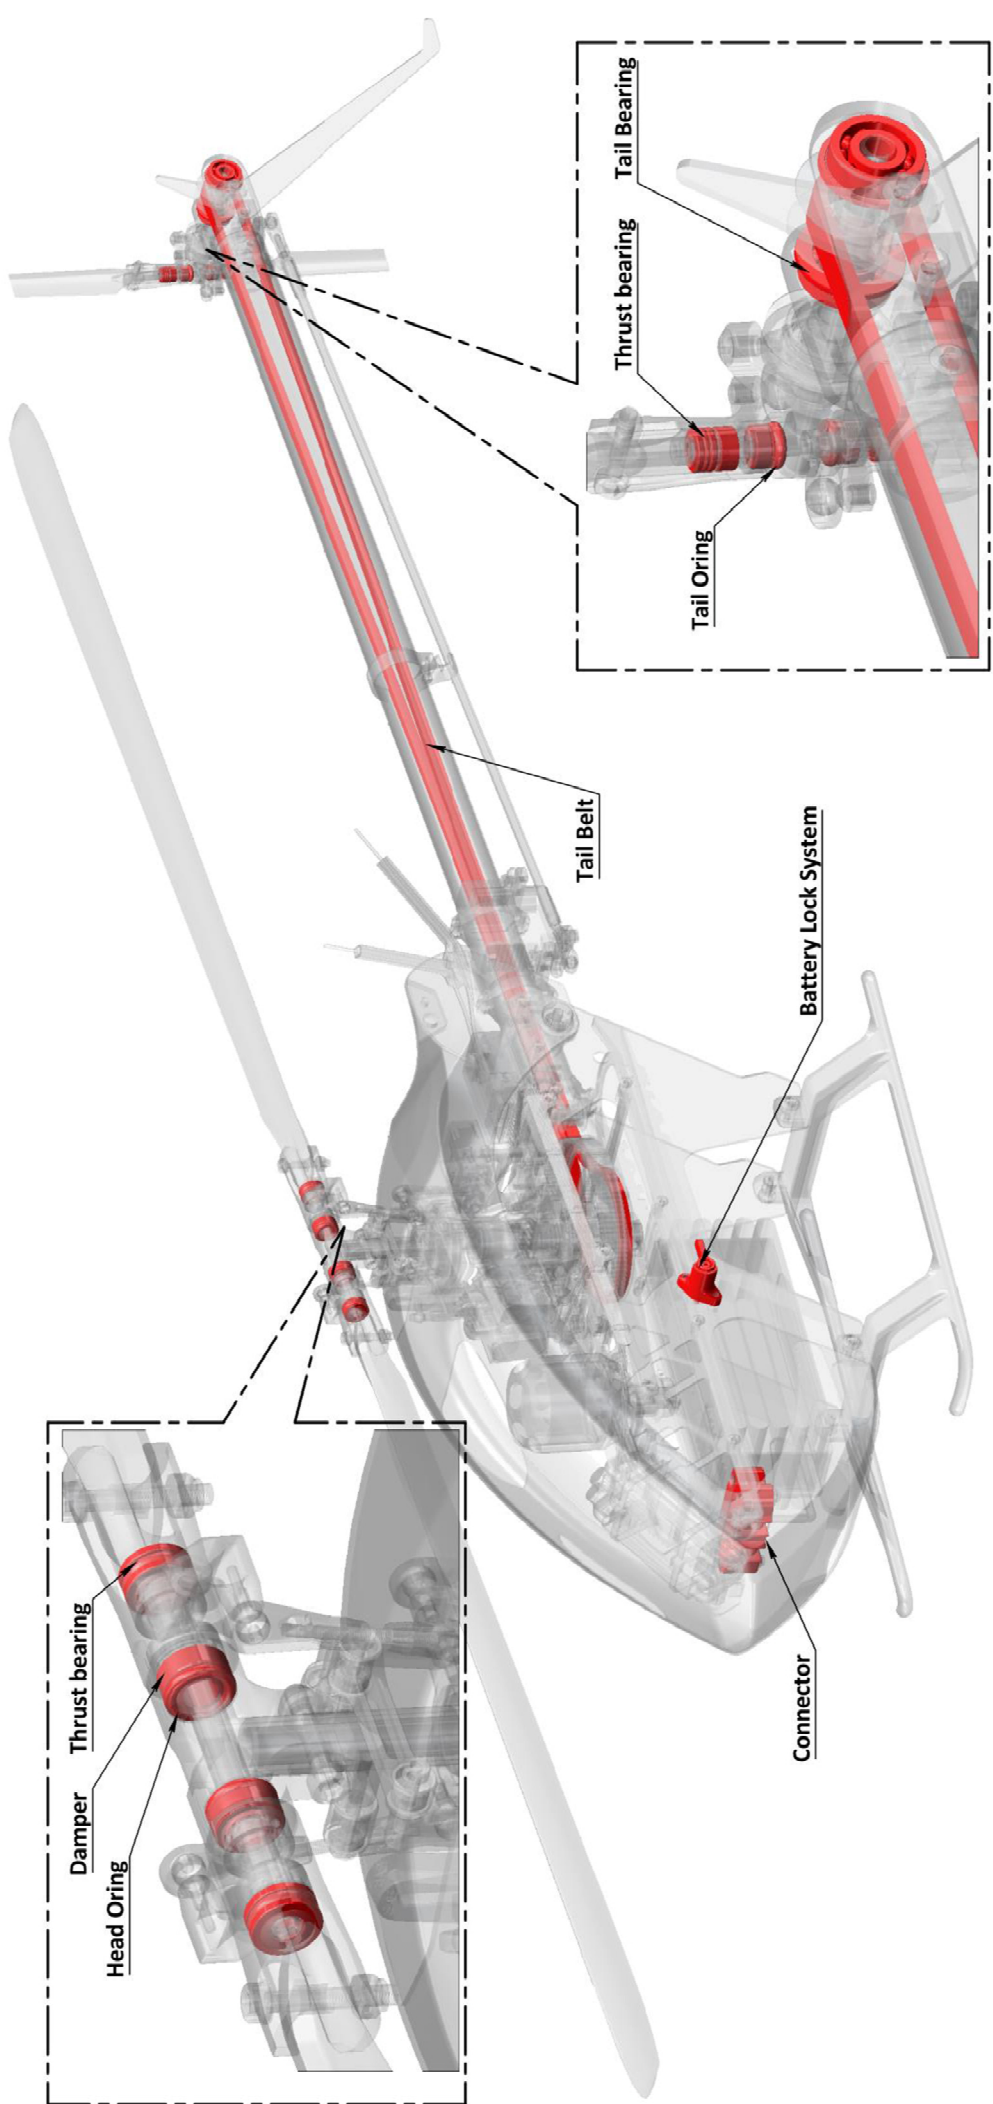 Thrust bearing
Damper
Head Oring
Tail Bearing
Thrust bearing
Tail Oring
Tail Belt
Battery Lock System
Connector